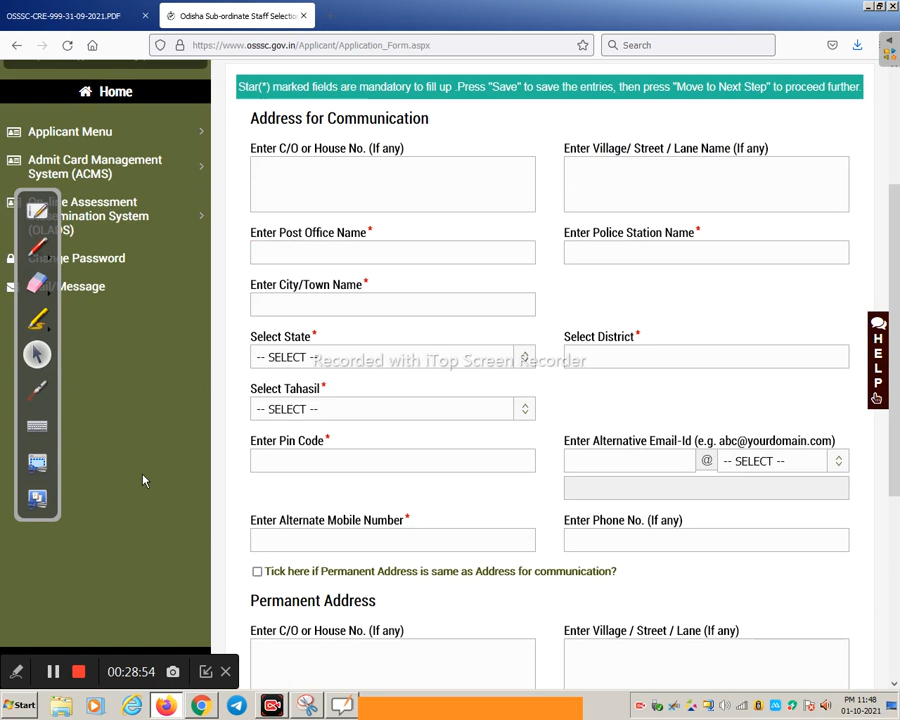 OSSSC-CRE-999-31-09-2021.PDF
Odisha Sub-ordinate Staff Selectio
https://www.osssc.gov.in/Applicant/Application_Form.aspx
Search
Home
Applicant Menu
Admit Card Management
System (ACMS)
Assessment
mination System
(OLADS)
Change Password
Message
Star(*) marked fields are mandatory to fill up .Press "Save" to save the entries, then press "Move to Next Step" to proceed further.
Address for Communication
Enter C/O or House No. (If any)
Enter Village/ Street / Lane Name (If any)
Enter Post Office Name*
Enter Police Station Name*
Enter City/Town Name*
Select State*
Select District*
-- SELECT --
Recorded with iTop Screen Recorder
Select Tahasil*
-- SELECT --
Enter Pin Code*
Enter Alternative Email-Id (e.g. abc@yourdomain.com)
@ -- SELECT --
Enter Alternate Mobile Number*
Enter Phone No. (If any)
Tick here if Permanent Address is same as Address for communication?
Permanent Address
Enter C/O or House No. (If any)
Enter Village / Street / Lane (If any)
HELP
00:28:54
Start
PM 11:48
01-10-2021